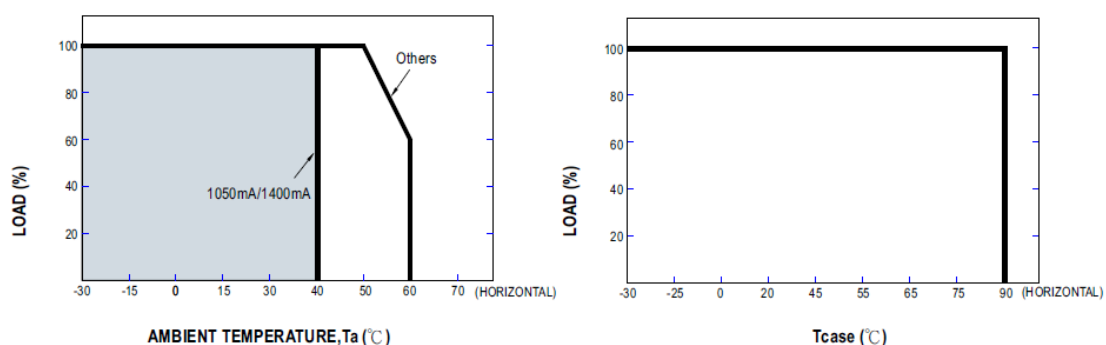 LOAD (%)
100
80
60
40
20
Others
1050mA/1400mA
-30 -15 0 15 30 40 50 60 70 (HORIZONTAL)
AMBIENT TEMPERATURE,Ta (℃)
LOAD (%)
100
80
60
40
20
-30 -25 0 20 45 55 65 75 90 (HORIZONTAL)
Tcase (℃)